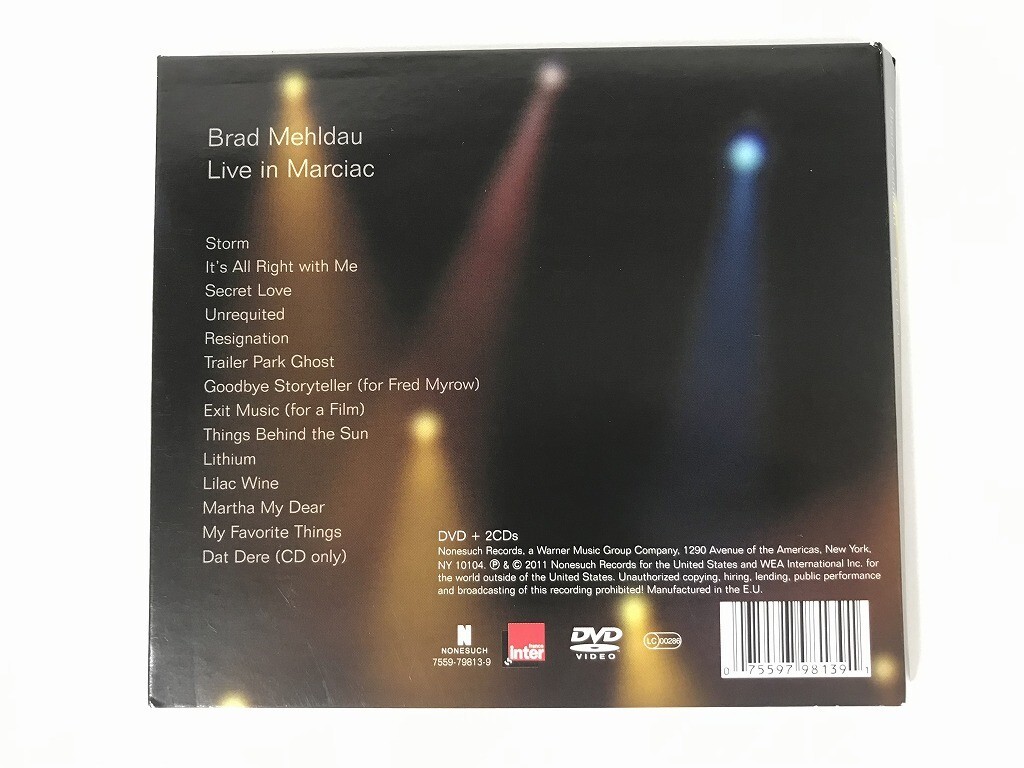 Brad Mehldau
Live in Marciac
Storm
It's All Right with Me
Secret Love
Unrequited
Resignation
Trailer Park Ghost
Goodbye Storyteller (for Fred Myrow)
Exit Music (for a Film)
Things Behind the Sun
Lithium
Lilac Wine
Martha My Dear
My Favorite Things
Dat Dere (CD only)
DVD + 2CDs
Nonesuch Records, a Warner Music Group Company, 1290 Avenue of the Americas, New York,
NY 10104. ℗ & © 2011 Nonesuch Records for the United States and WEA International Inc. for
the world outside of the United States. Unauthorized copying, hiring, lending, public performance
and broadcasting of this recording prohibited! Manufactured in the E.U.
N
NONESUCH
7559-79813-9
france
inter
DVD
VIDEO
LC 00286
0 75597 98139 1